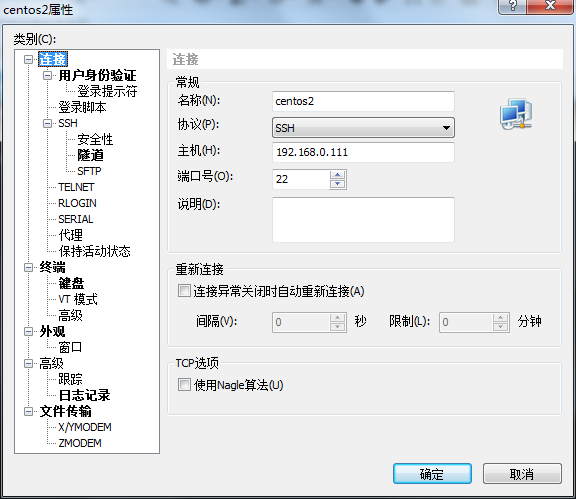 centos2属性
类别(C):
连接
用户身份验证
登录提示符
登录脚本
SSH
安全性
隧道
SFTP
TELNET
RLOGIN
SERIAL
代理
保持活动状态
终端
键盘
VT 模式
高级
外观
窗口
高级
跟踪
日志记录
文件传输
X/YMODEM
ZMODEM
连接
常规
名称(N): centos2
协议(P): SSH
主机(H): 192.168.0.111
端口号(O): 22
说明(D):
重新连接
连接异常关闭时自动重新连接(A)
间隔(V): 0 秒 限制(L): 0 分钟
TCP选项
使用Nagle算法(U)
确定 取消